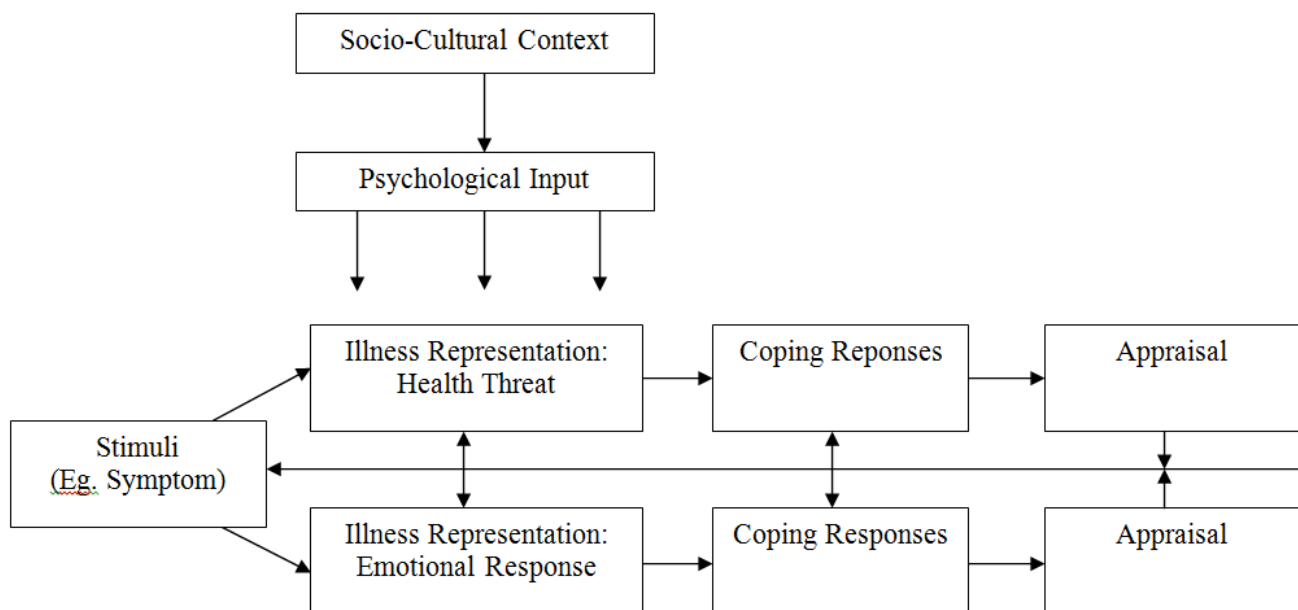 Socio-Cultural Context
Psychological Input
Illness Representation:
Health Threat
Coping Reponses
Appraisal
Stimuli
(Eg. Symptom)
Illness Representation:
Emotional Response
Coping Responses
Appraisal